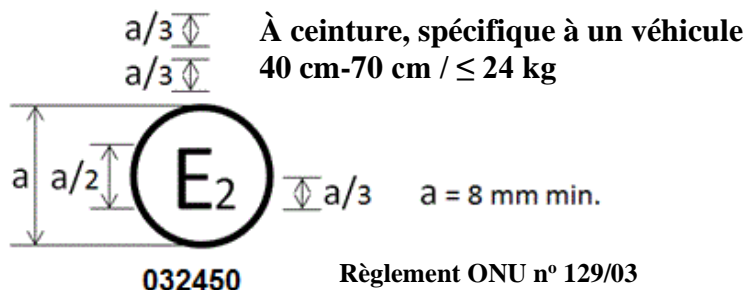 a/3 À ceinture, spécifique à un véhicule
a/3 40 cm-70 cm / ≤ 24 kg
a a/2 E2 a/3 a = 8 mm min.
032450 Règlement ONU nº 129/03